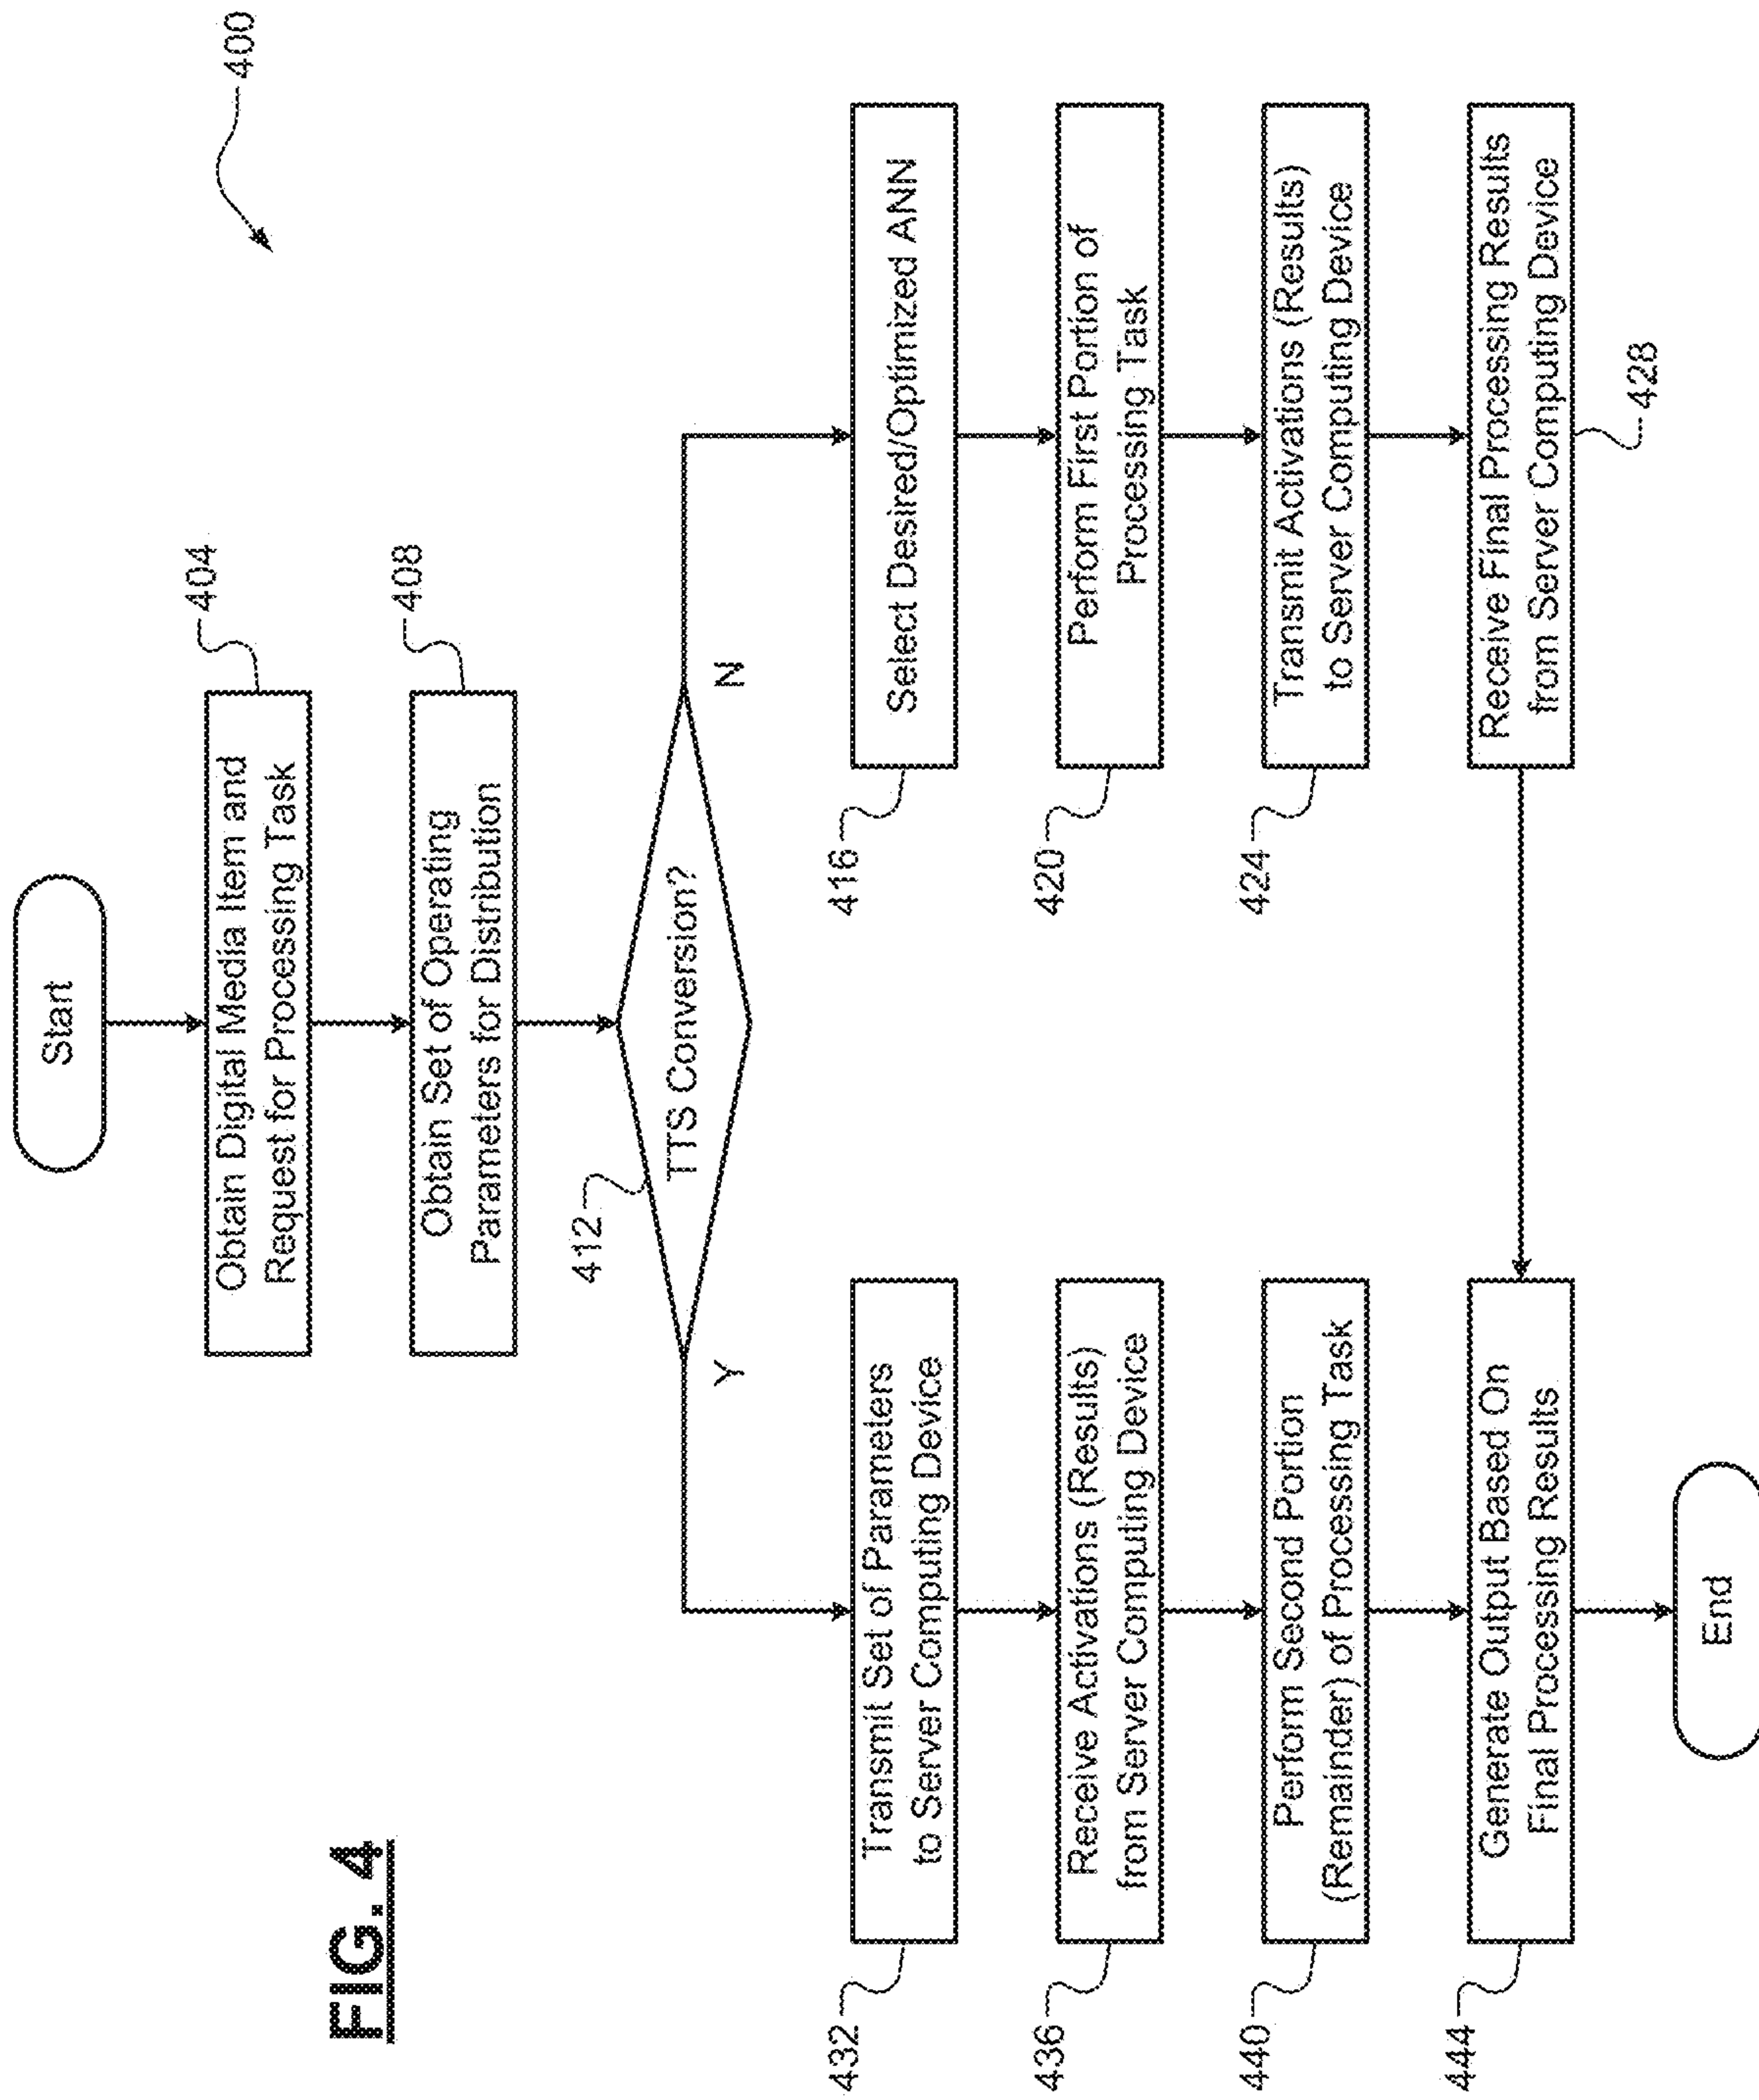 FIG. 4
400
Start
404
Obtain Digital Media Item and
Request for Processing Task
408
Obtain Set of Operating
Parameters for Distribution
412
TTS Conversion?
Y
N
432
Transmit Set of Parameters
to Server Computing Device
436
Receive Activations (Results)
from Server Computing Device
440
Perform Second Portion
(Remainder) of Processing Task
444
Generate Output Based On
Final Processing Results
End
416
Select Desired/Optimized ANN
420
Perform First Portion of
Processing Task
424
Transmit Activations (Results)
to Server Computing Device
Receive Final Processing Results
from Server Computing Device
428